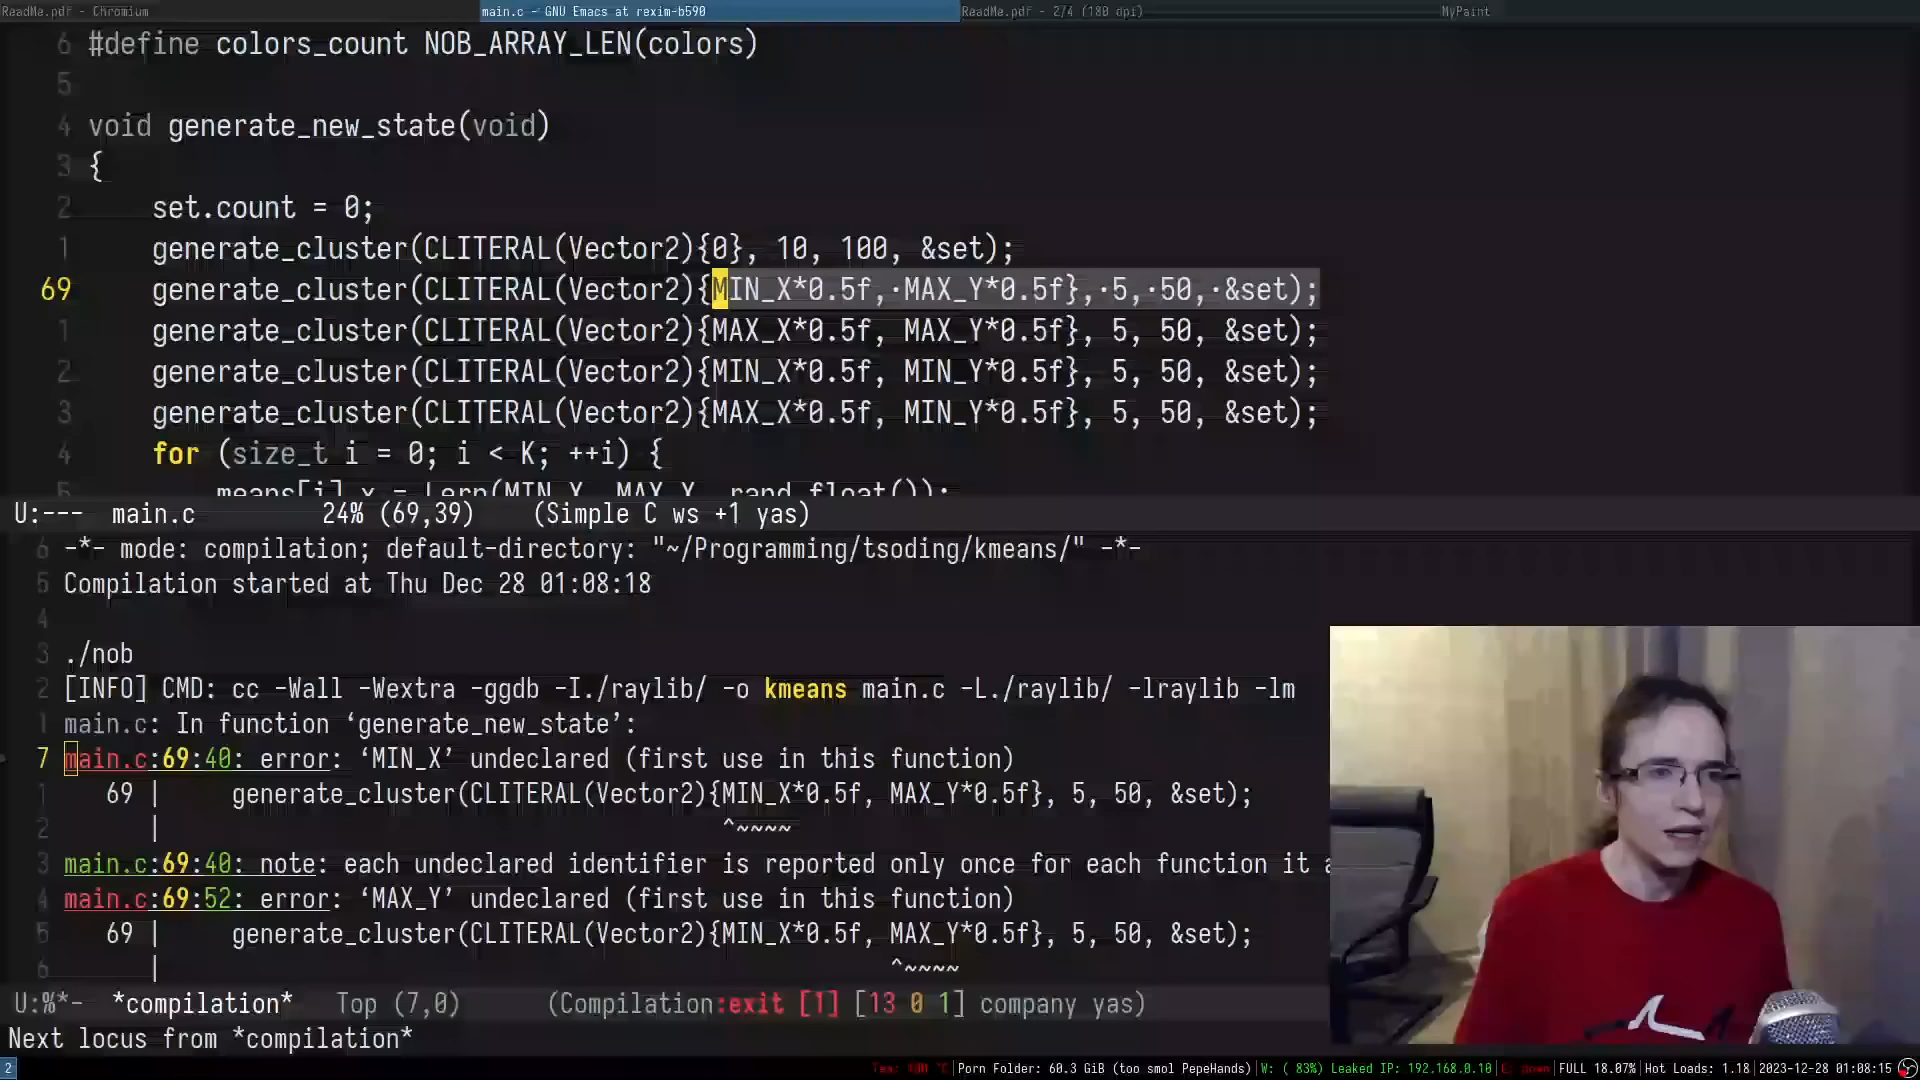 ReadMe.pdf - Chromium
main.c - GNU Emacs at rexim-b590
ReadMe.pdf - 2/4 (180 dpi)
MyPaint
6 #define colors_count NOB_ARRAY_LEN(colors)
5
4 void generate_new_state(void)
3 {
2 set.count = 0;
1 generate_cluster(CLITERAL(Vector2){0}, 10, 100, &set);
69 generate_cluster(CLITERAL(Vector2){MIN_X*0.5f,·MAX_Y*0.5f},·5,·50,·&set);
1 generate_cluster(CLITERAL(Vector2){MAX_X*0.5f, MAX_Y*0.5f}, 5, 50, &set);
2 generate_cluster(CLITERAL(Vector2){MIN_X*0.5f, MIN_Y*0.5f}, 5, 50, &set);
3 generate_cluster(CLITERAL(Vector2){MAX_X*0.5f, MIN_Y*0.5f}, 5, 50, &set);
4 for (size_t i = 0; i < K; ++i) {
5 means[i].x = Lerp(MIN_X, MAX_X, rand_float());
U:--- main.c 24% (69,39) (Simple C ws +1 yas)
6 -*- mode: compilation; default-directory: "~/Programming/tsoding/kmeans/" -*-
5 Compilation started at Thu Dec 28 01:08:18
4
3 ./nob
2 [INFO] CMD: cc -Wall -Wextra -ggdb -I./raylib/ -o kmeans main.c -L./raylib/ -lraylib -lm
1 main.c: In function ‘generate_new_state’:
7 main.c:69:40: error: ‘MIN_X’ undeclared (first use in this function)
1 69 | generate_cluster(CLITERAL(Vector2){MIN_X*0.5f, MAX_Y*0.5f}, 5, 50, &set);
2 | ^~~~~
3 main.c:69:40: note: each undeclared identifier is reported only once for each function it a
4 main.c:69:52: error: ‘MAX_Y’ undeclared (first use in this function)
5 69 | generate_cluster(CLITERAL(Vector2){MIN_X*0.5f, MAX_Y*0.5f}, 5, 50, &set);
6 | ^~~~~
U:%*- *compilation* Top (7,0) (Compilation:exit [1] [13 0 1] company yas)
Next locus from *compilation*
2 Porn Folder: 60.3 GiB (too smol PepeHands) W: ( 83%) Leaked IP: 192.168.0.10 E: down FULL 18.07% Hot Loads: 1.18 2023-12-28 01:08:15